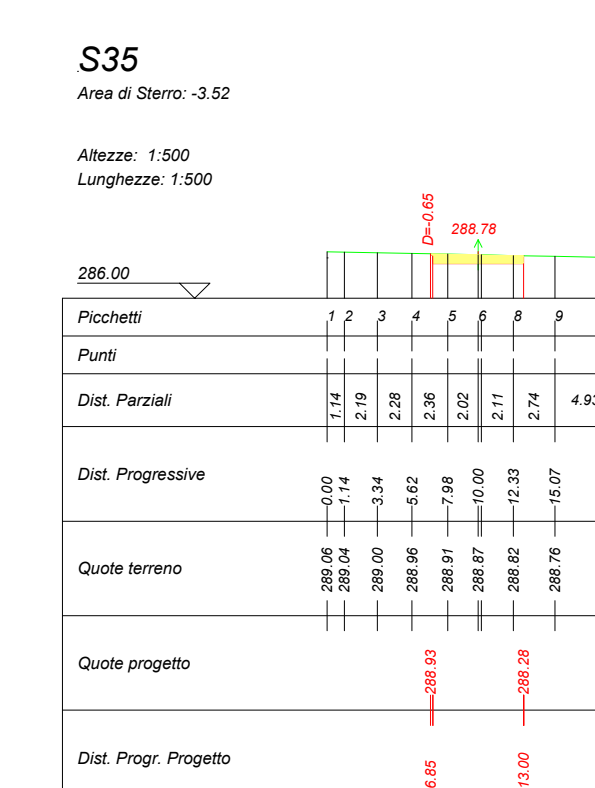 S35
Area di Sterro: -3.52
Altezze: 1:500
Lunghezze: 1:500
D=-0.65
288.78
286.00
Picchetti 1 2 3 4 5 6 8 9
Punti
Dist. Parziali 1.14 2.19 2.28 2.36 2.02 2.11 2.74 4.93
Dist. Progressive 0.00 1.14 3.34 5.62 7.98 10.00 12.33 15.07
Quote terreno 289.06 289.04 289.00 288.96 288.91 288.87 288.82 288.76
Quote progetto 288.93 288.28
Dist. Progr. Progetto 6.85 13.00